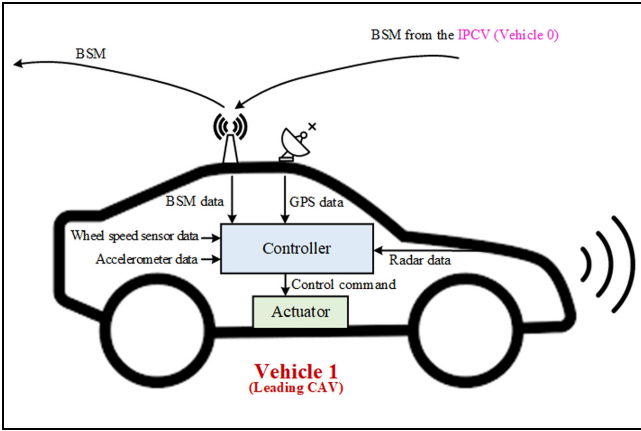 BSM from the IPCV (Vehicle 0)
BSM
BSM data
GPS data
Wheel speed sensor data
Controller
Accelerometer data
Radar data
Control command
Actuator
Vehicle 1
(Leading CAV)